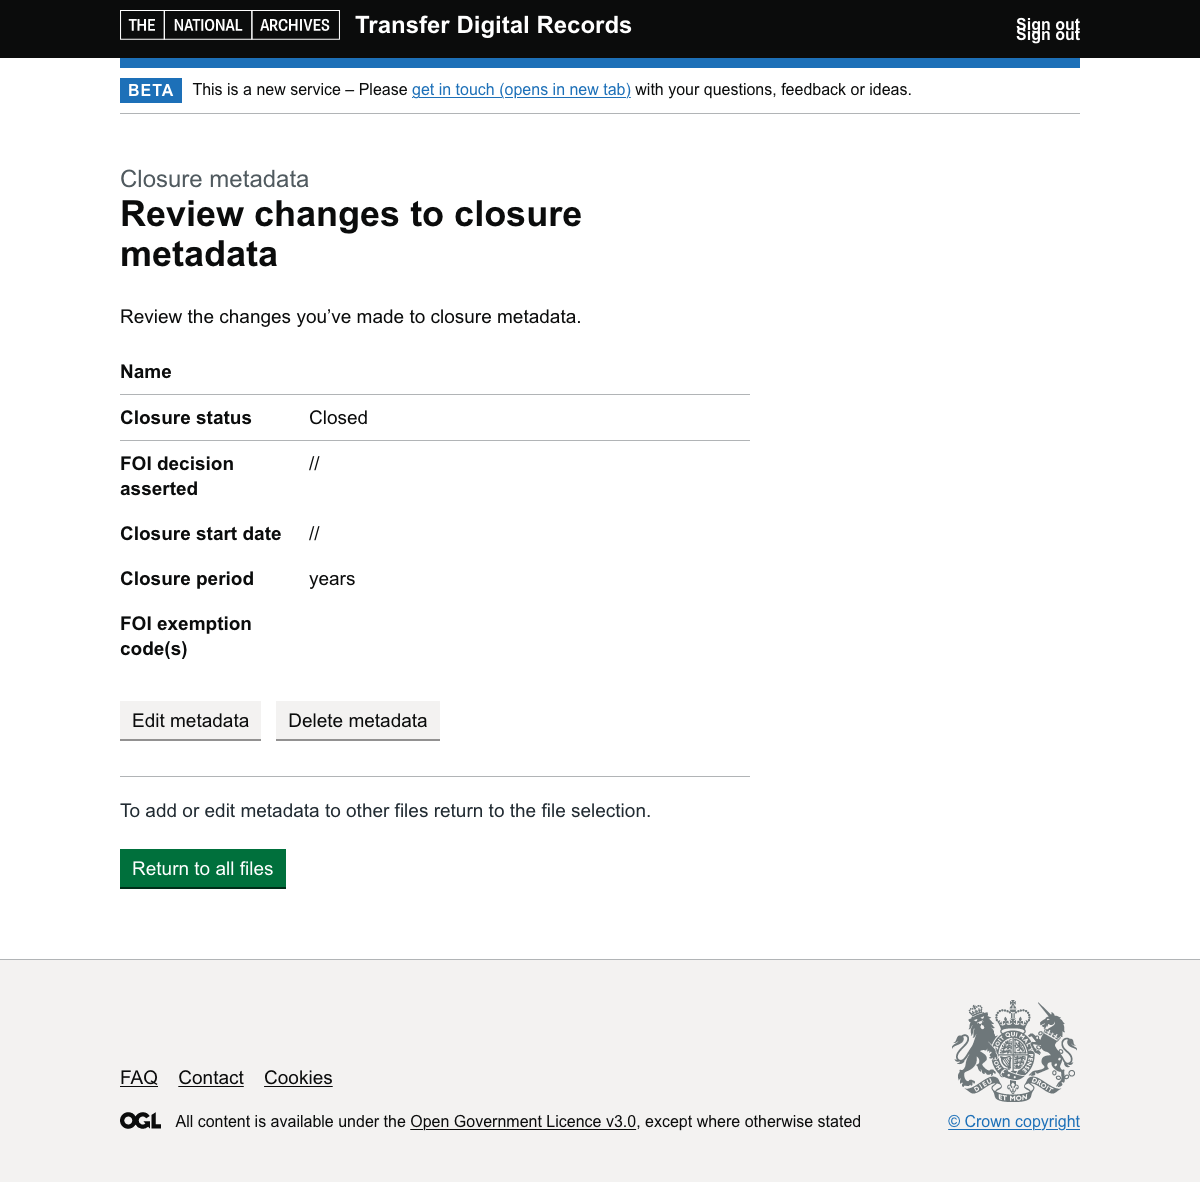 THE NATIONAL ARCHIVES Transfer Digital Records
Sign out
Sign out
BETA This is a new service – Please get in touch (opens in new tab) with your questions, feedback or ideas.
Closure metadata
Review changes to closure
metadata
Review the changes you’ve made to closure metadata.
Name
Closure status Closed
FOI decision
asserted //
Closure start date //
Closure period years
FOI exemption
code(s)
Edit metadata Delete metadata
To add or edit metadata to other files return to the file selection.
Return to all files
FAQ Contact Cookies
DIEU ET MON DROIT
OGL All content is available under the Open Government Licence v3.0, except where otherwise stated
© Crown copyright